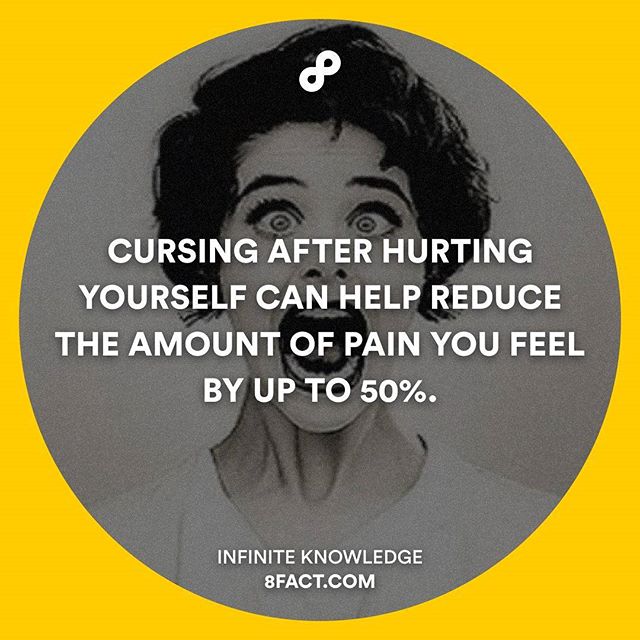 CURSING AFTER HURTING
YOURSELF CAN HELP REDUCE
THE AMOUNT OF PAIN YOU FEEL
BY UP TO 50%.
INFINITE KNOWLEDGE
8FACT.COM